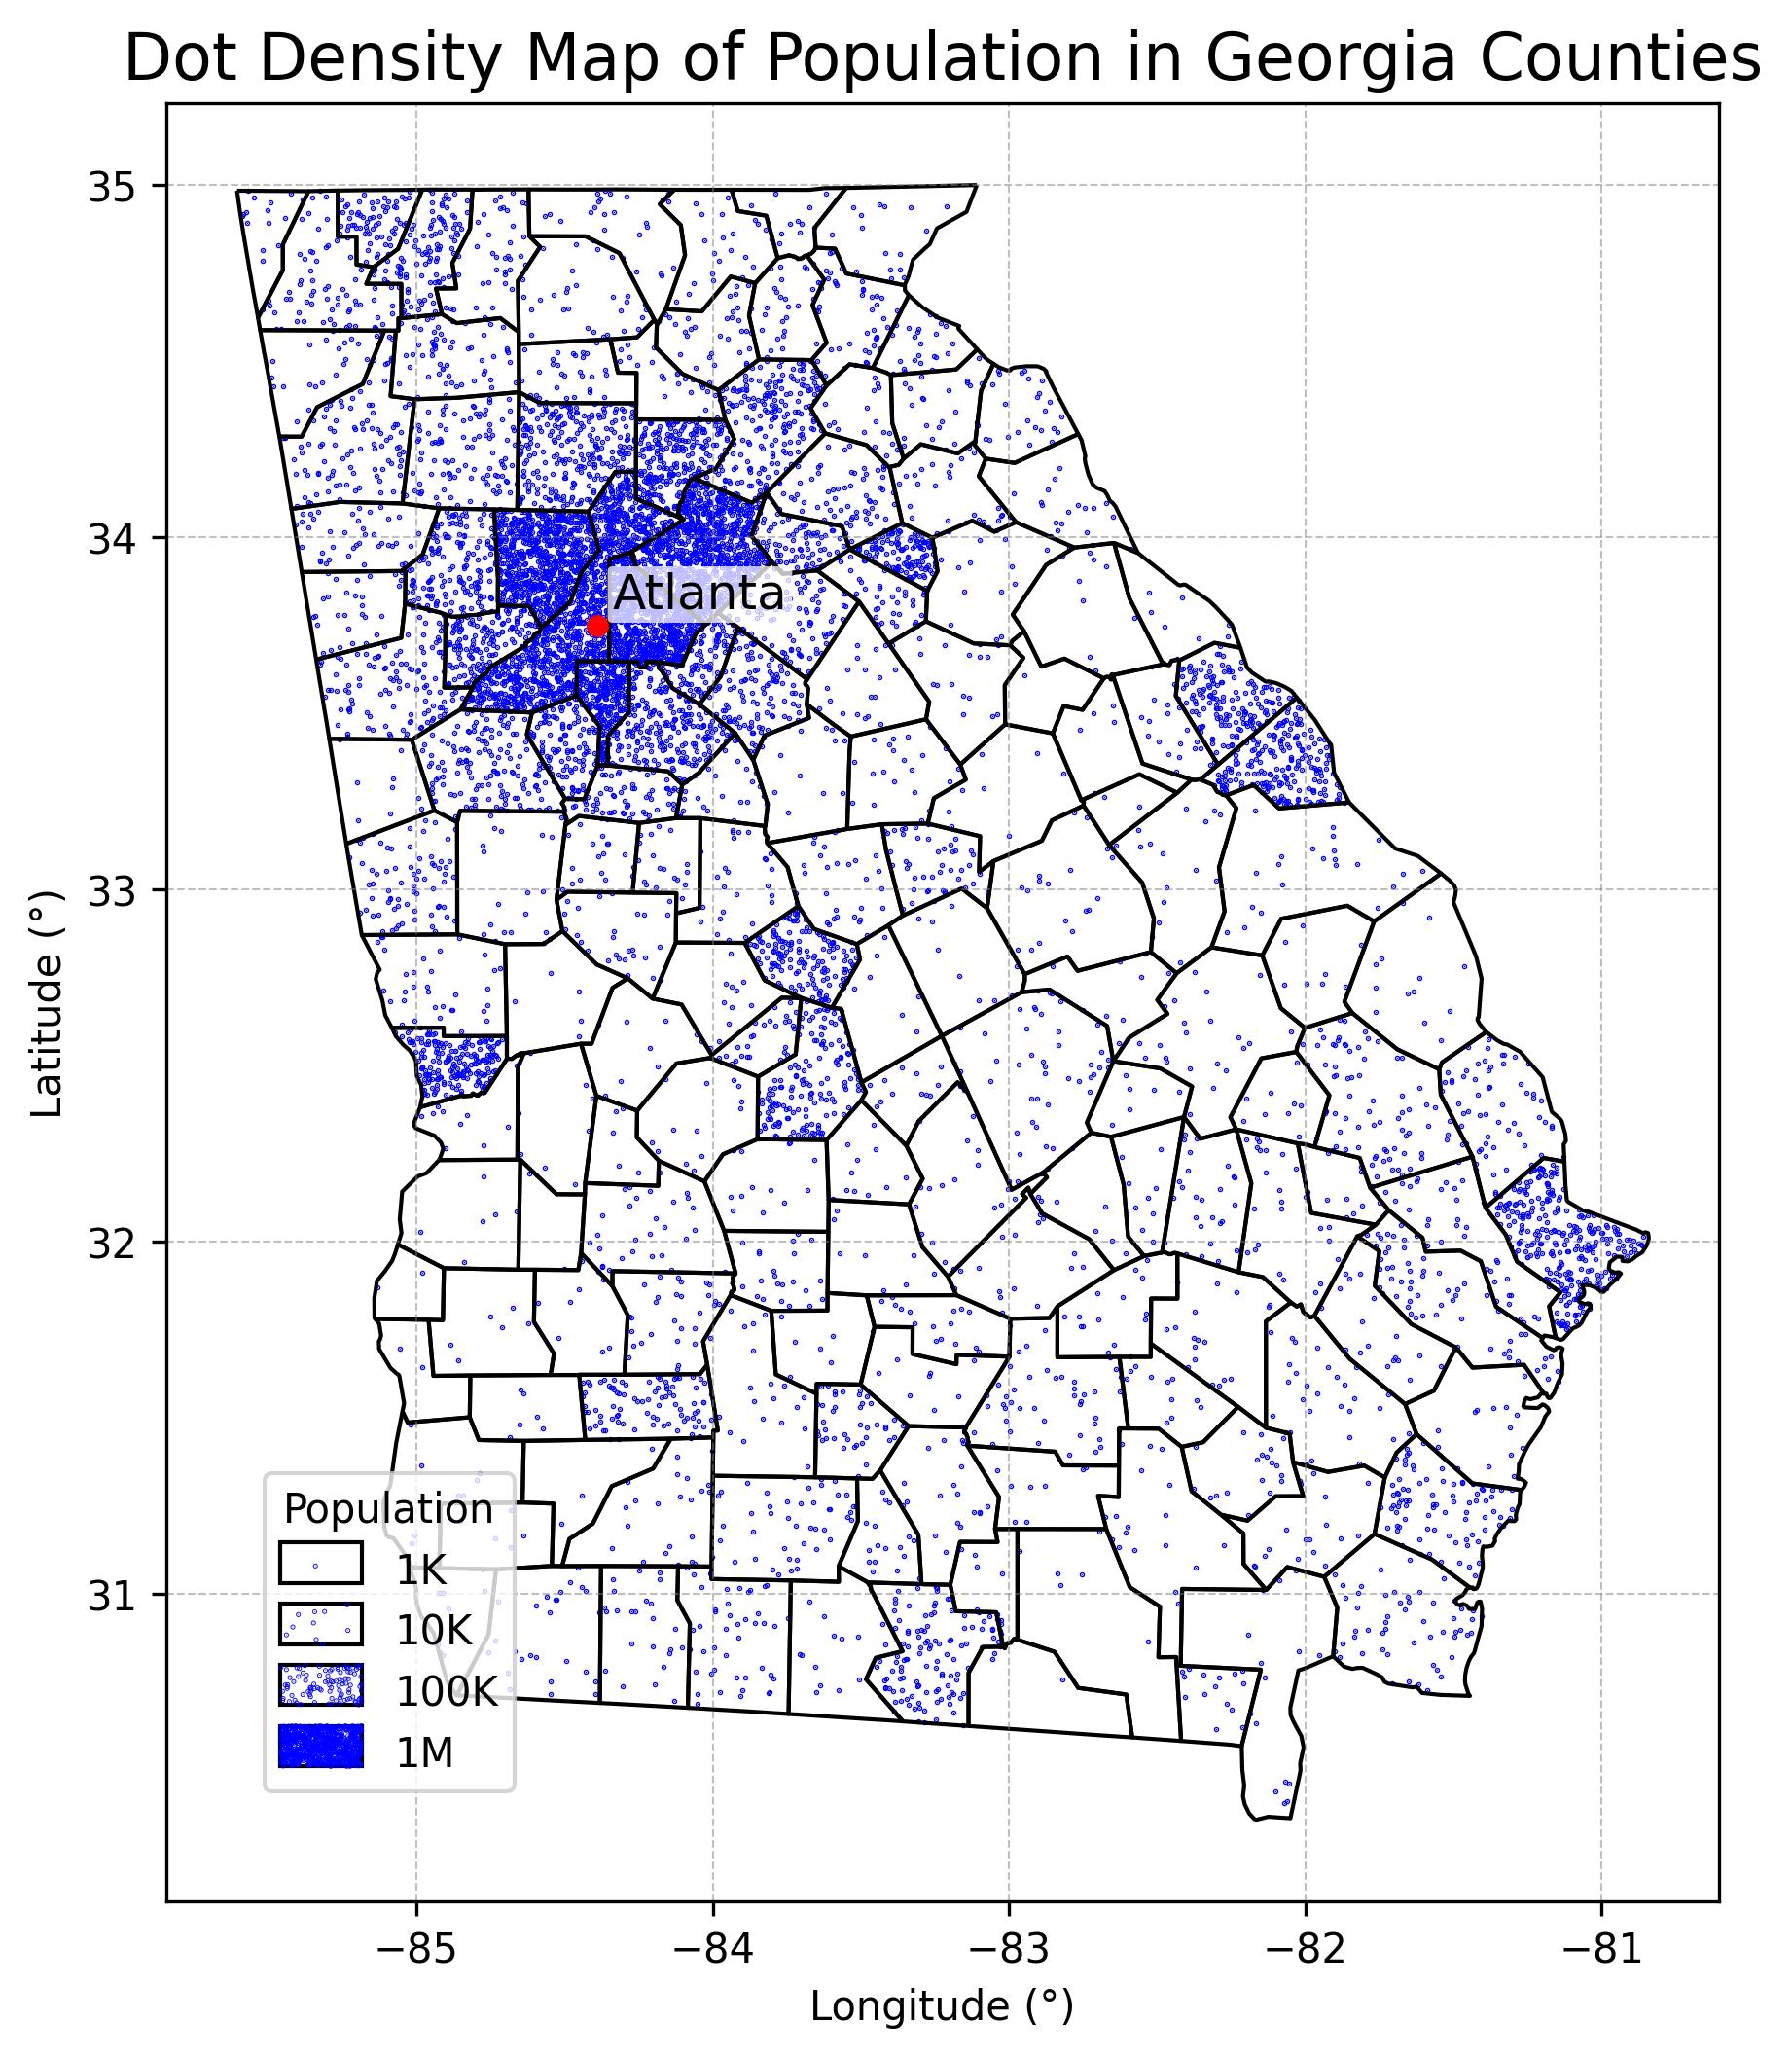 Dot Density Map of Population in Georgia Counties
35
34
33
32
31
Latitude (°)
Atlanta
Population
1K
10K
100K
1M
−85
−84
−83
−82
−81
Longitude (°)